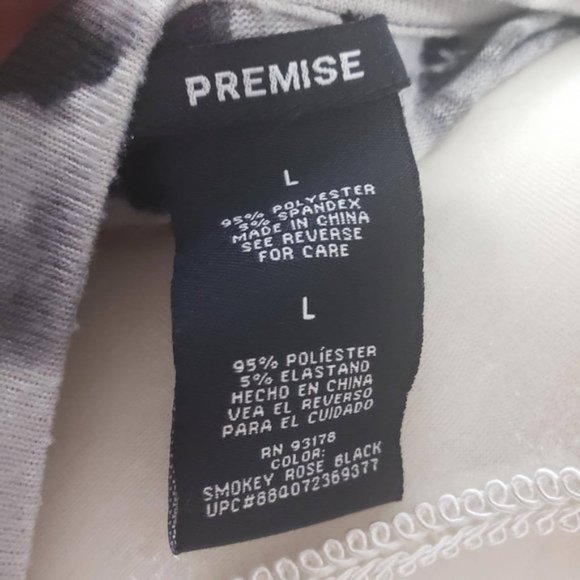 PREMISE
L
95% POLYESTER
5% SPANDEX
MADE IN CHINA
SEE REVERSE
FOR CARE
L
95% POLÍESTER
5% ELASTANO
HECHO EN CHINA
VEA EL REVERSO
PARA EL CUIDADO
RN 93178
COLOR:
SMOKEY ROSE BLACK
UPC#880072369377